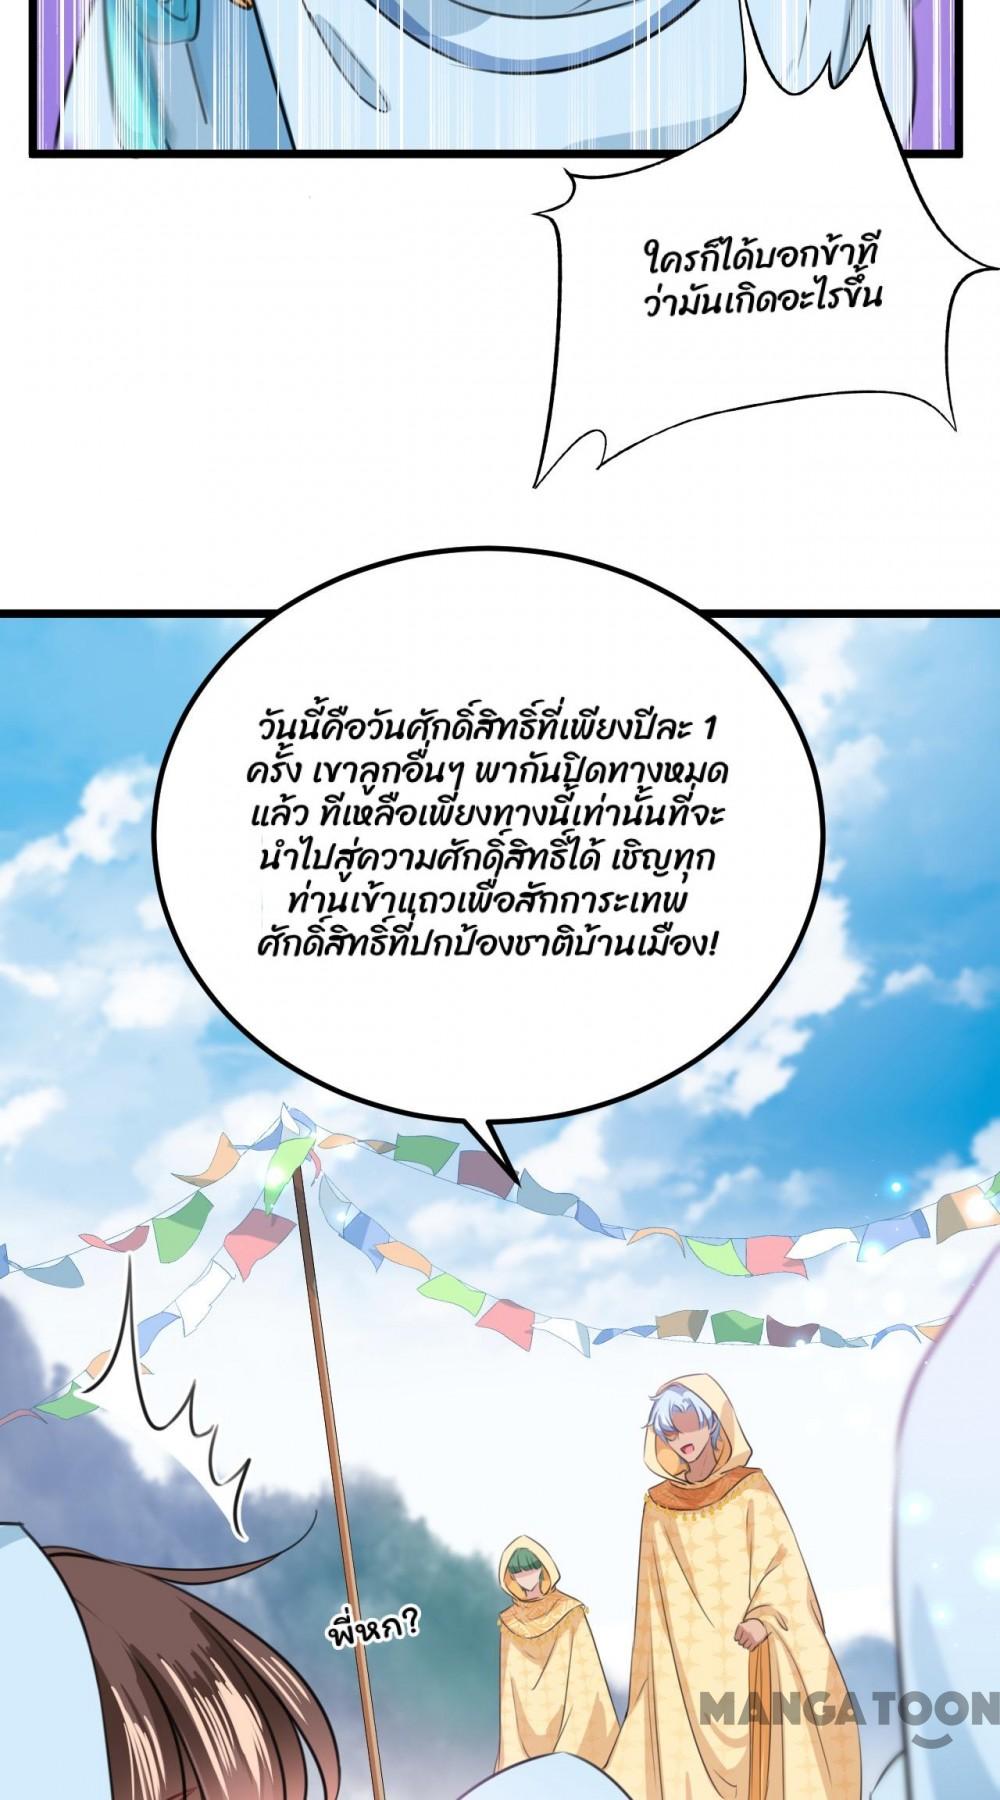 ใครก็ได้บอกข้าที
ว่ามันเกิดอะไรขึ้น
วันนี้คือวันศักดิ์สิทธิ์ที่เพียงปีละ 1
ครั้ง เขาลูกอื่นๆ พากันปิดทางหมด
แล้ว ทีเหลือเพียงทางนี้เท่านั้นที่จะ
นำไปสู่ความศักดิ์สิทธิ์ได้ เชิญทุก
ท่านเข้าแถวเพื่อสักการะเทพ
ศักดิ์สิทธิ์ที่ปกป้องชาติบ้านเมือง!
พี่หก?
MANGATOON